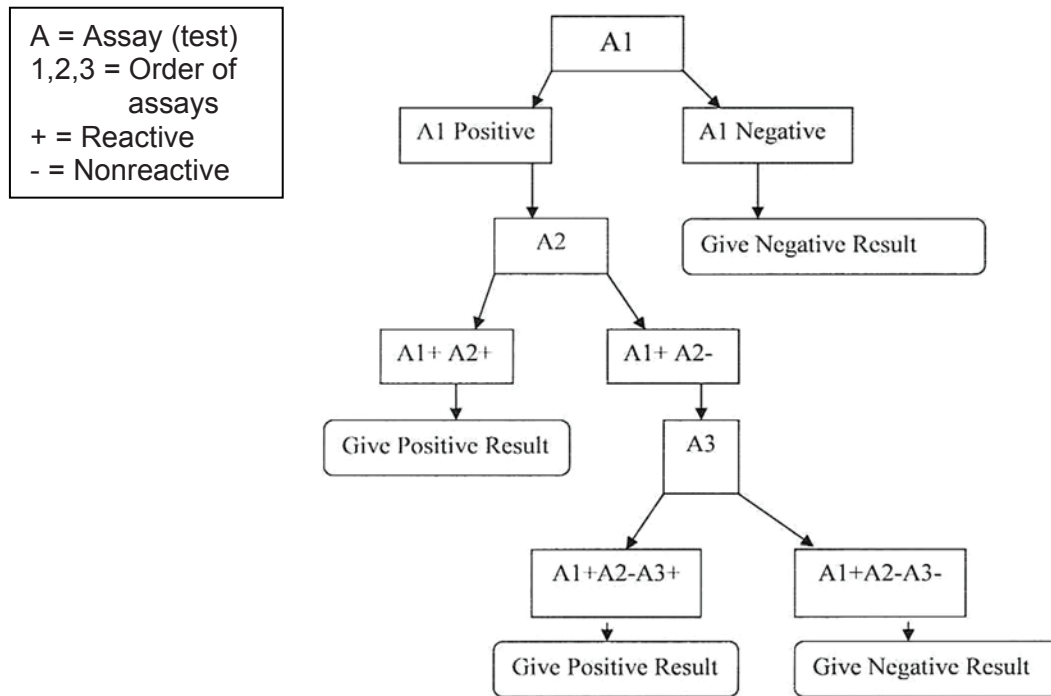 A = Assay (test)
1,2,3 = Order of
assays
+ = Reactive
- = Nonreactive
A1
A1 Positive
A1 Negative
A2
Give Negative Result
A1+ A2+
A1+ A2-
Give Positive Result
A3
A1+A2-A3+
A1+A2-A3-
Give Positive Result
Give Negative Result